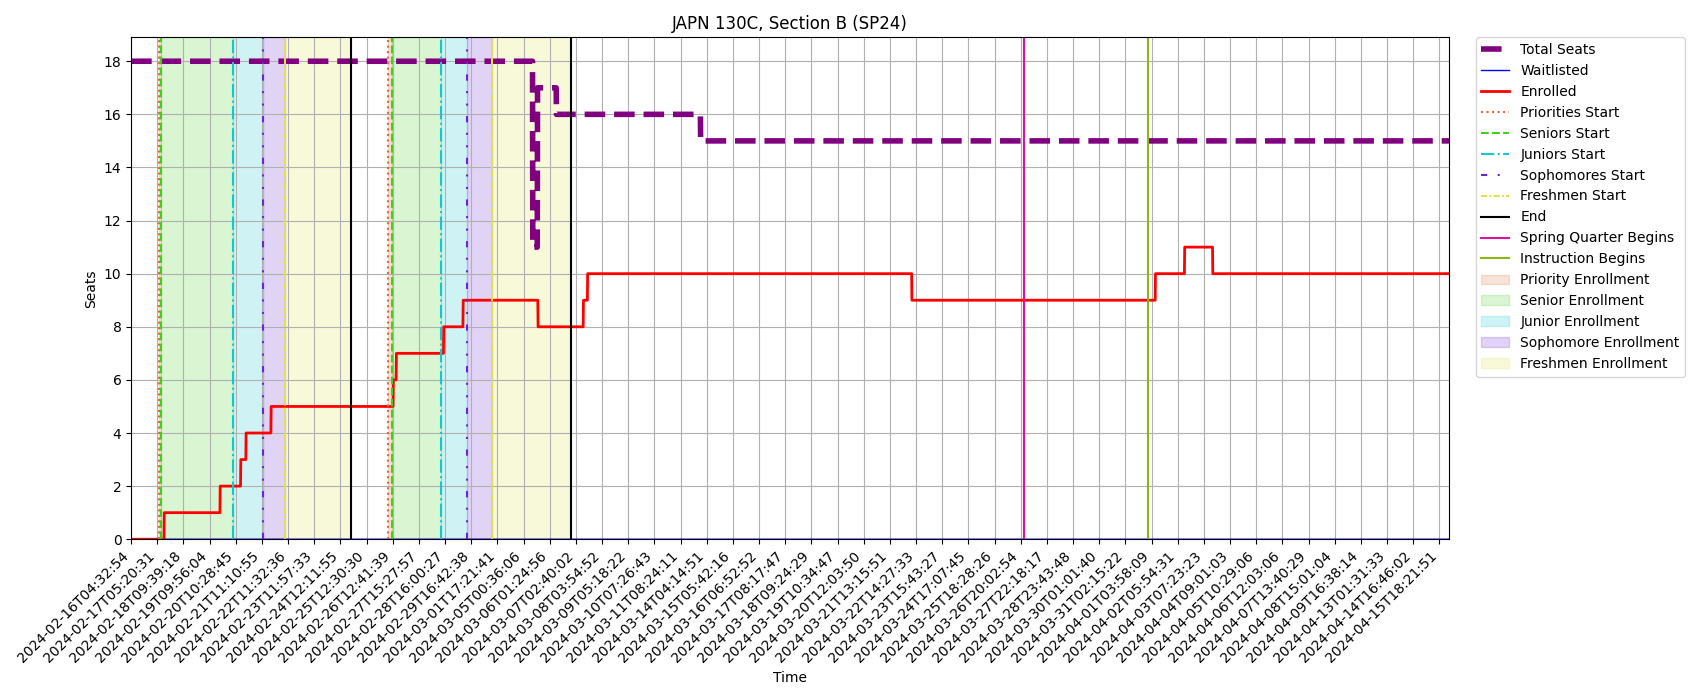 JAPN 130C, Section B (SP24)
Seats
18
16
14
12
10
8
6
4
2
0
2024-02-16T04:32:54
2024-02-17T05:20:31
2024-02-18T09:39:18
2024-02-19T09:56:04
2024-02-20T10:28:45
2024-02-21T11:10:55
2024-02-22T11:32:36
2024-02-23T11:57:33
2024-02-24T12:11:55
2024-02-25T12:30:30
2024-02-26T12:41:39
2024-02-27T15:27:57
2024-02-28T16:00:27
2024-02-29T16:42:38
2024-03-01T17:21:41
2024-03-05T00:36:06
2024-03-06T01:24:56
2024-03-07T02:40:02
2024-03-08T03:54:52
2024-03-09T05:18:22
2024-03-10T07:26:43
2024-03-11T08:24:11
2024-03-14T04:14:51
2024-03-15T05:42:16
2024-03-16T06:52:52
2024-03-17T08:17:47
2024-03-18T09:24:29
2024-03-19T10:34:47
2024-03-20T12:03:50
2024-03-21T13:15:51
2024-03-22T14:27:33
2024-03-23T15:43:27
2024-03-24T17:07:45
2024-03-25T18:28:26
2024-03-26T20:02:54
2024-03-27T22:18:17
2024-03-28T23:43:48
2024-03-30T01:01:40
2024-03-31T02:15:22
2024-04-01T03:58:09
2024-04-02T05:54:31
2024-04-03T07:23:23
2024-04-04T09:01:03
2024-04-05T10:29:06
2024-04-06T12:03:06
2024-04-07T13:40:29
2024-04-08T15:01:04
2024-04-09T16:38:14
2024-04-13T01:31:33
2024-04-14T16:46:02
2024-04-15T18:21:51
Time
Total Seats
Waitlisted
Enrolled
Priorities Start
Seniors Start
Juniors Start
Sophomores Start
Freshmen Start
End
Spring Quarter Begins
Instruction Begins
Priority Enrollment
Senior Enrollment
Junior Enrollment
Sophomore Enrollment
Freshmen Enrollment